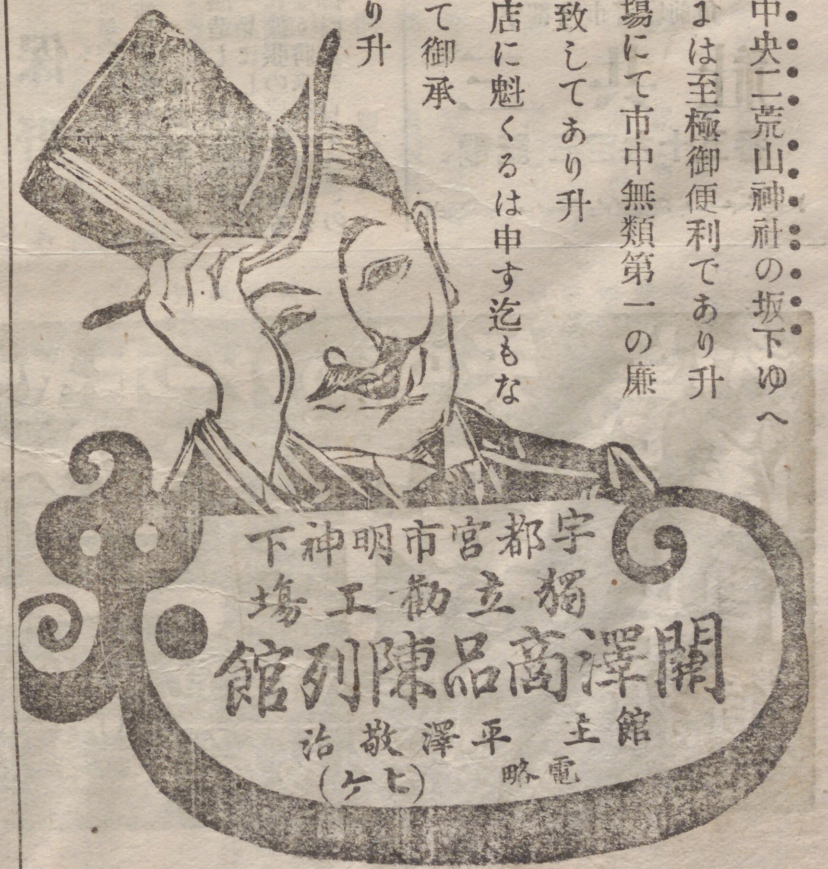 中央二荒山神社の坂下ゆへ
は至極御便利であり升
場にて市中無類第一の廉
致してあり升
店に魁くるは申す迄もな
て御承
り升
宇都宮市明神下
獨立勧工塲
關澤商品陳列館
館主 平澤敬治
電略(ヒケ)